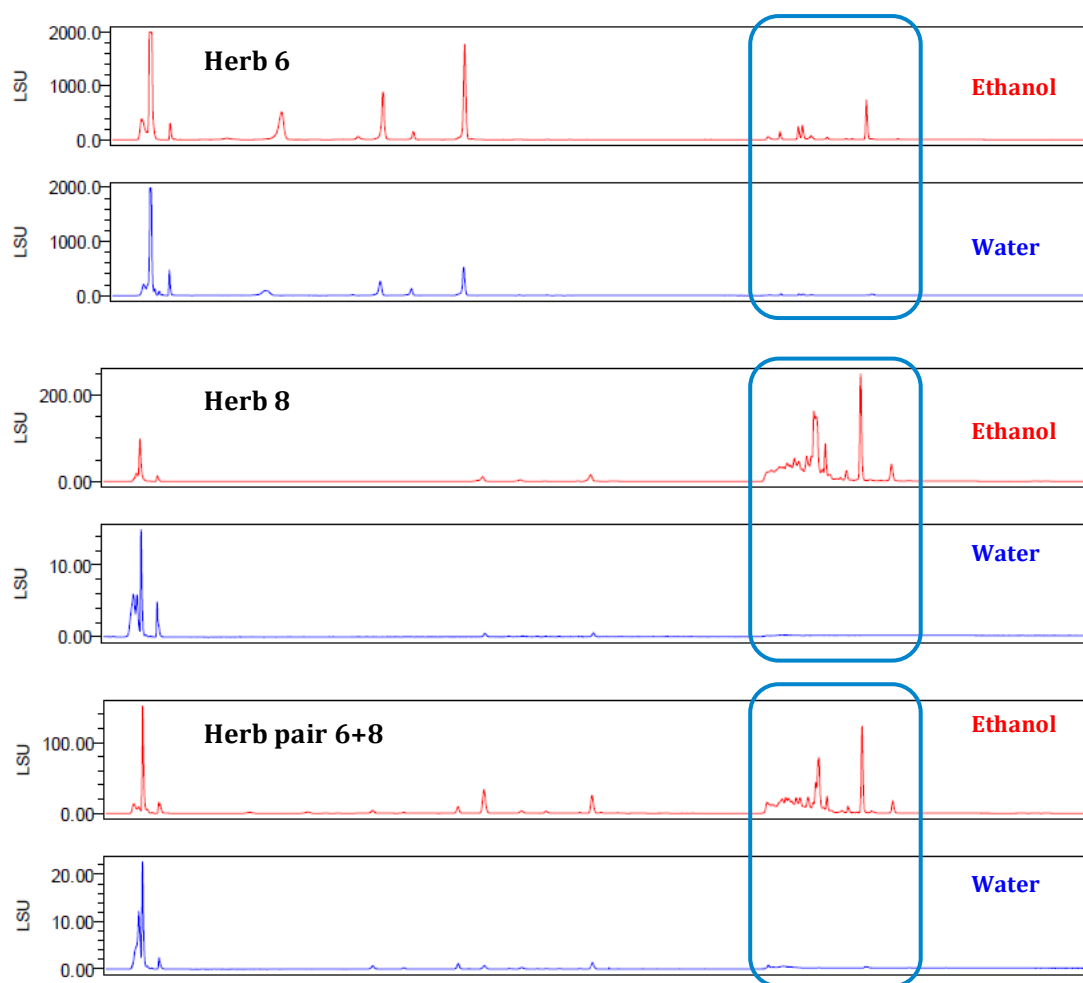 2000.0
Herb 6
Ethanol
LSU
1000.0
0.0
2000.0
LSU
1000.0
Water
0.0
Herb 8
200.00
Ethanol
LSU
0.00
Water
10.00
LSU
0.00
Ethanol
Herb pair 6+8
100.00
LSU
0.00
20.00
Water
LSU
10.00
0.00